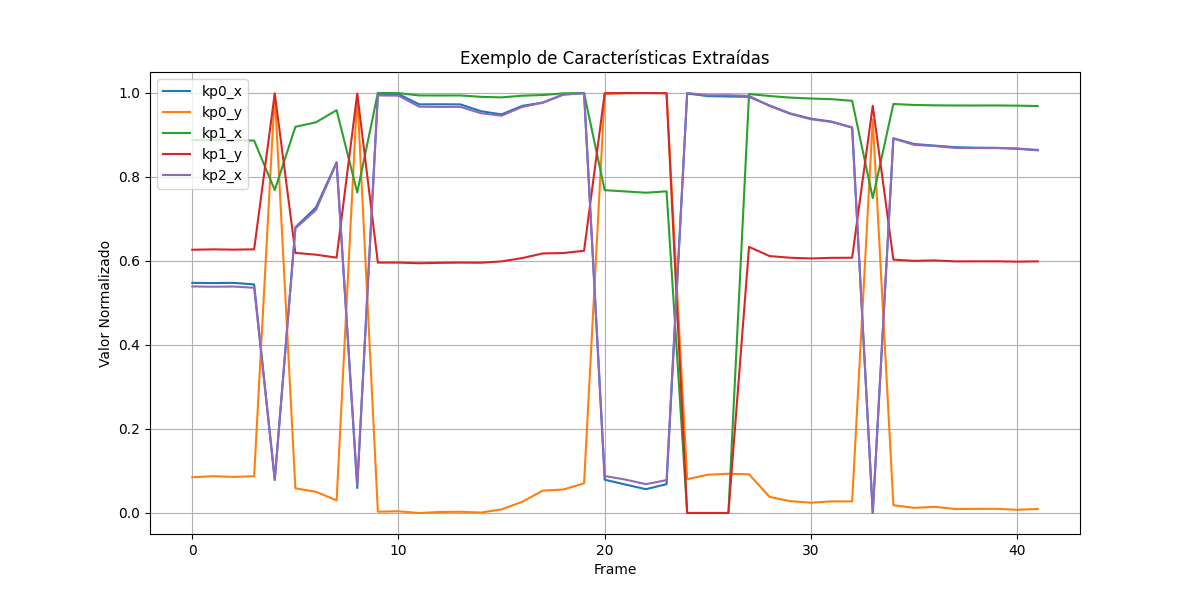 Exemplo de Características Extraídas
Valor Normalizado
1.0
0.8
0.6
0.4
0.2
0.0
kp0_x
kp0_y
kp1_x
kp1_y
kp2_x
0 10 20 30 40
Frame